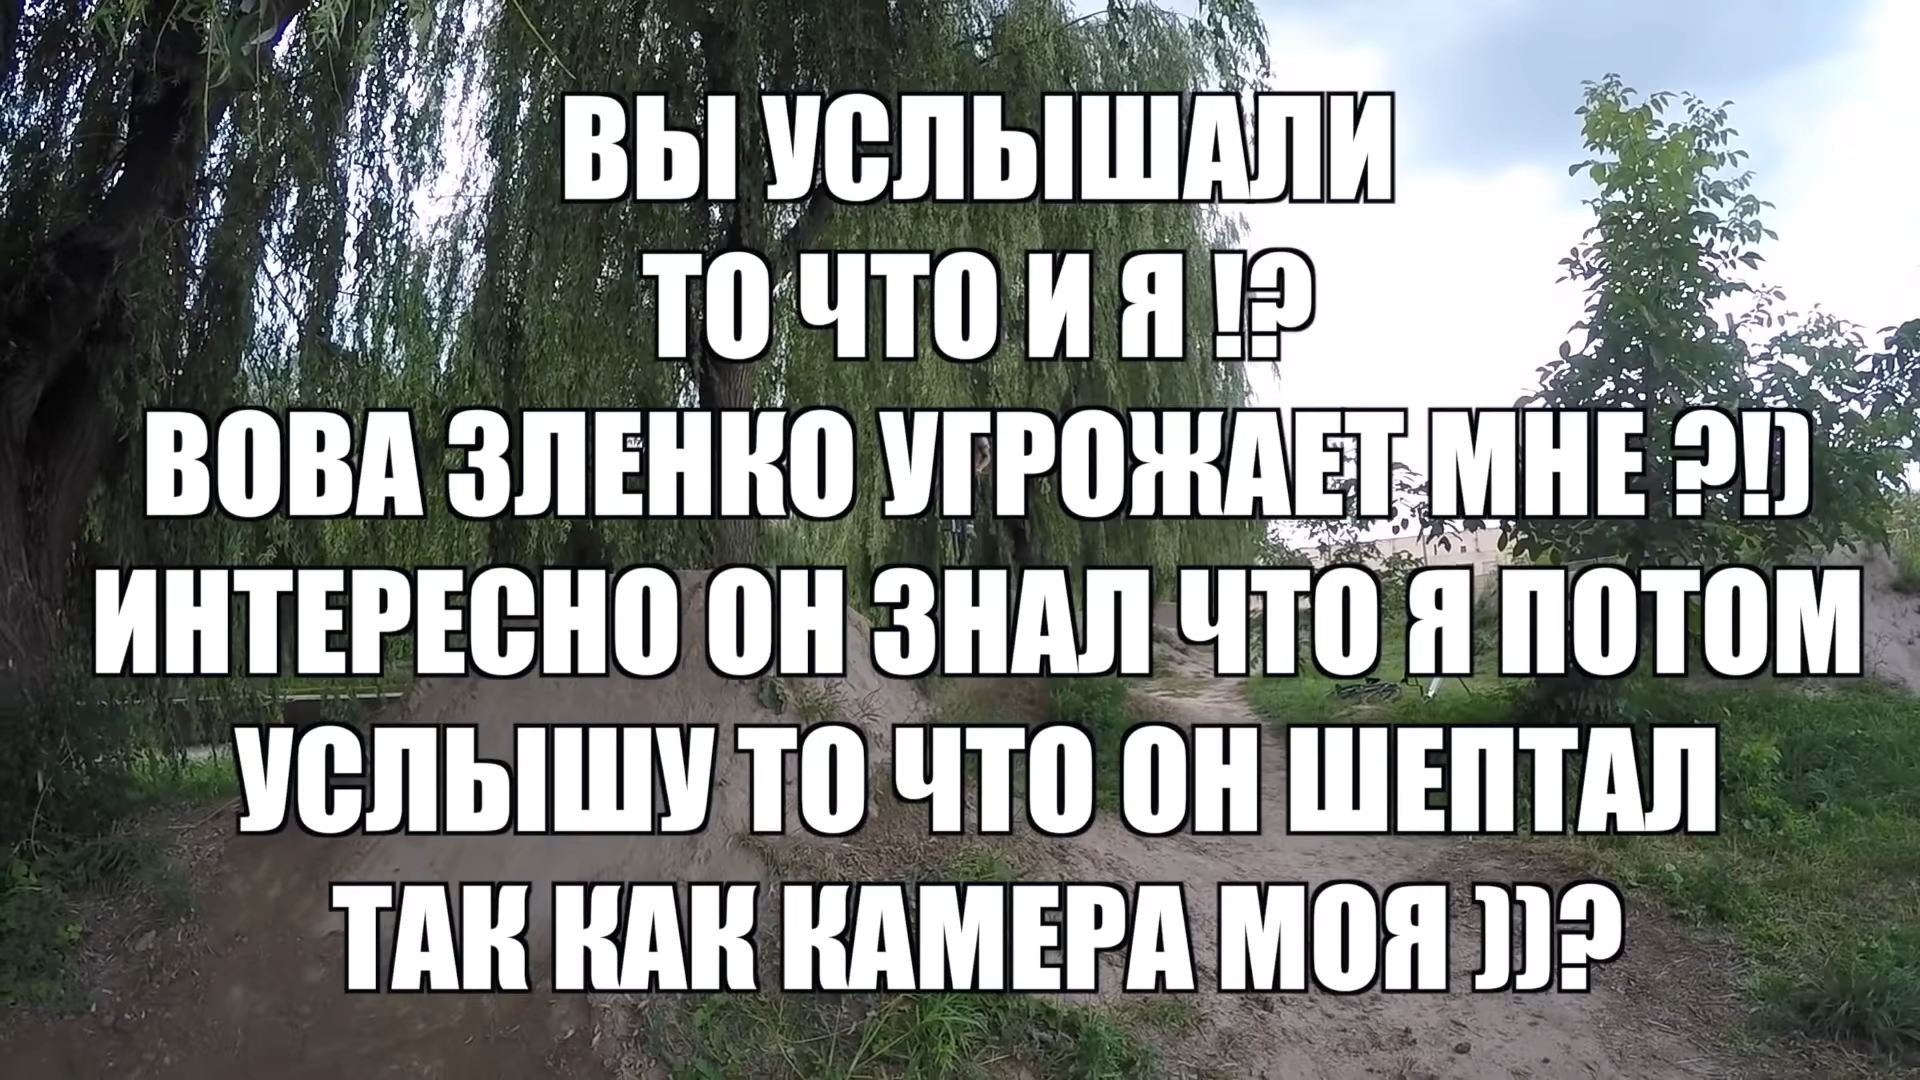 ВЫ УСЛЫШАЛИ
ТО ЧТО И Я !?
ВОВА ЗЛЕНКО УГРОЖАЕТ МНЕ ?!)
ИНТЕРЕСНО ОН ЗНАЛ ЧТО Я ПОТОМ
УСЛЫШУ ТО ЧТО ОН ШЕПТАЛ
ТАК КАК КАМЕРА МОЯ ))?